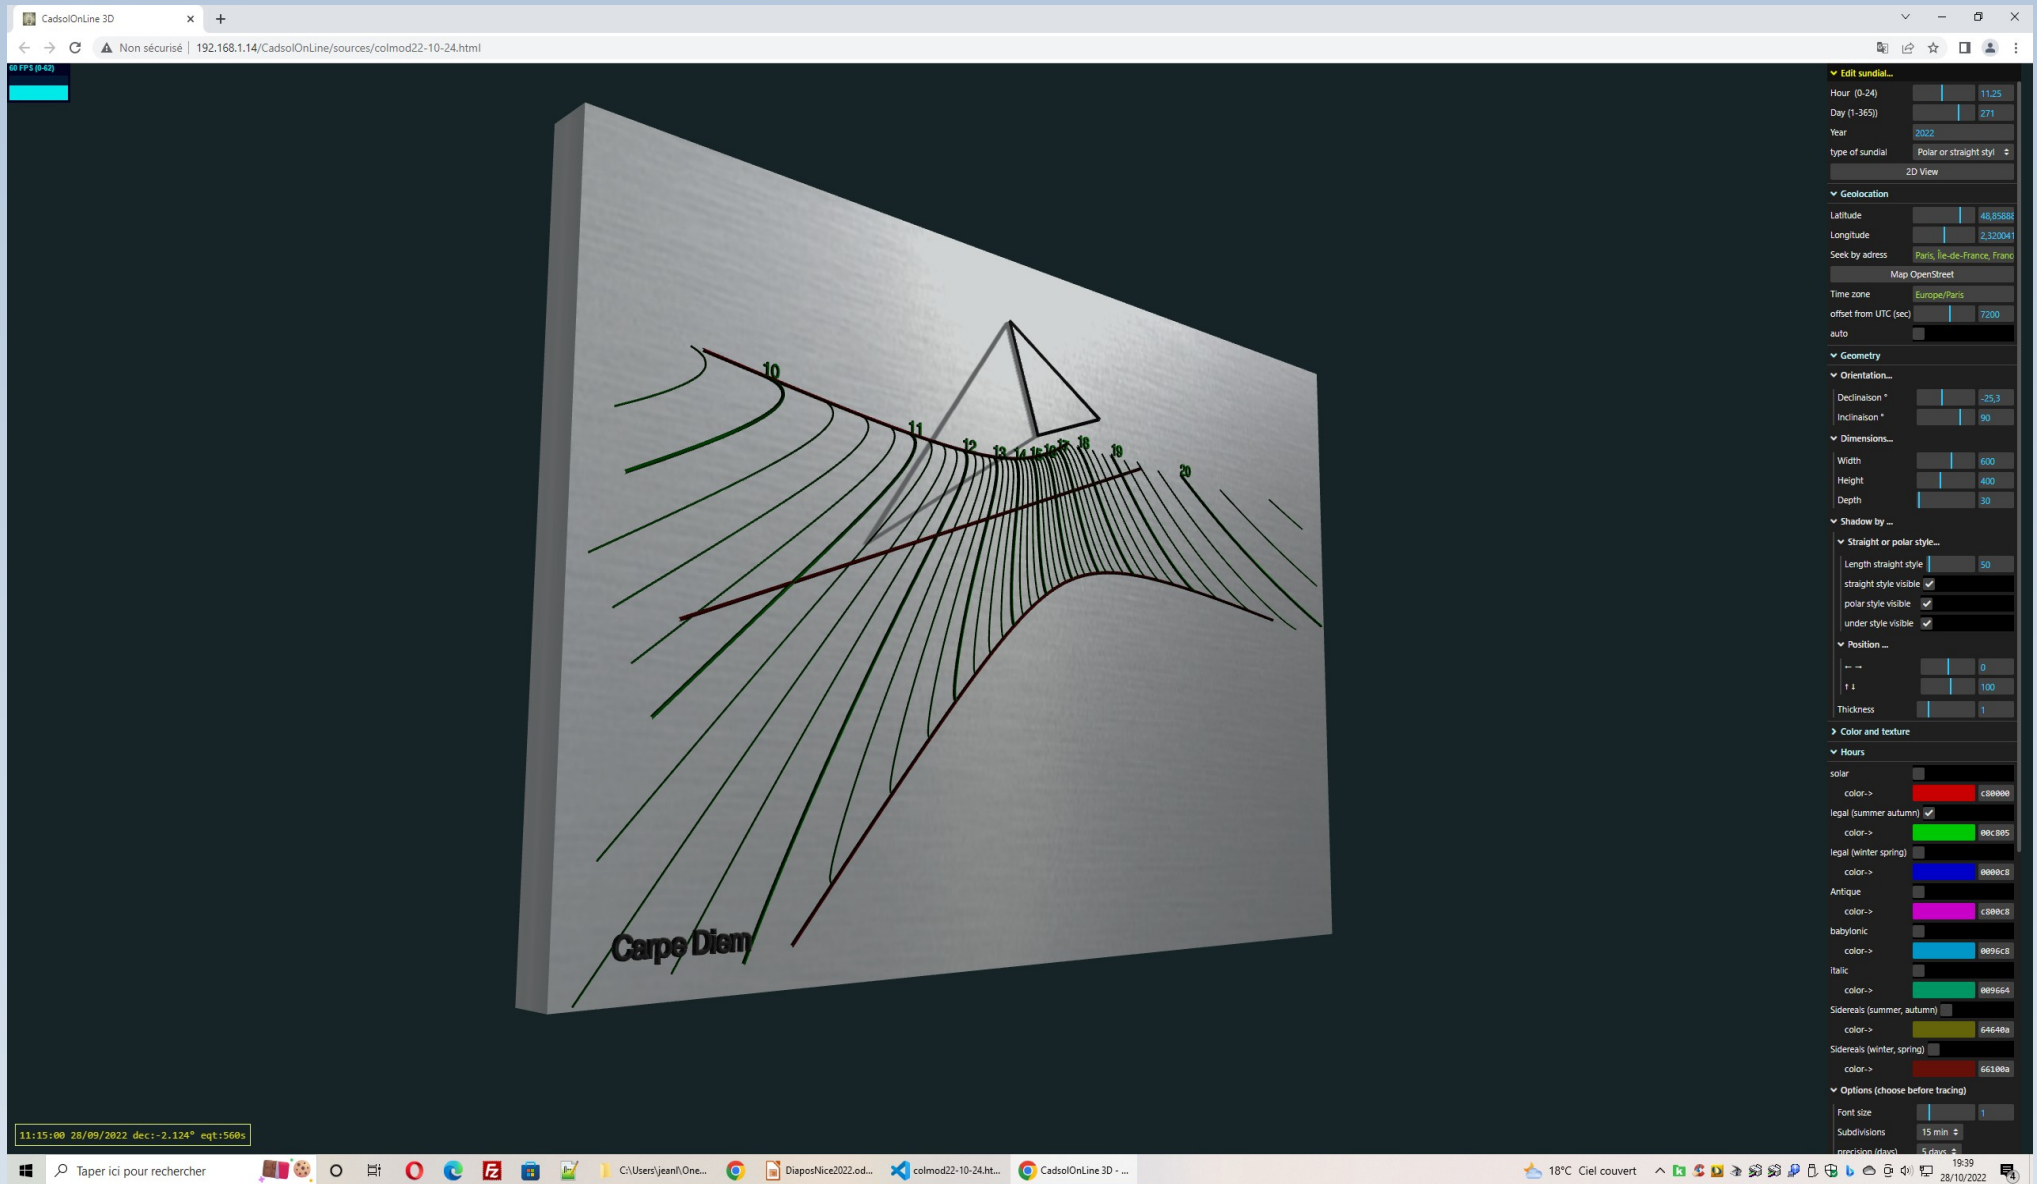 CadsolOnLine 3D
Non sécurisé 192.168.1.14/CadsolOnLine/sources/colmod22-10-24.html
60 FPS (0-62)
10
11
12
13
14
15
16
17
18
19
20
Carpe Diem
11:15:00 28/09/2022 dec:-2.124° eqt:560s
Edit sundial...
Hour (0-24) 11.25
Day (1-365)) 271
Year 2022
type of sundial Polar or straight styl
2D View
Geolocation
Latitude 48,85888
Longitude 2,320041
Seek by adress Paris, Île-de-France, Franc
Map OpenStreet
Time zone Europe/Paris
offset from UTC (sec) 7200
auto
Geometry
Orientation...
Declinaison ° -25,3
Inclinaison ° 90
Dimensions...
Width 600
Height 400
Depth 30
Shadow by ...
Straight or polar style...
Length straight style 50
straight style visible
polar style visible
under style visible
Position ...
←→ 0
↑↓ 100
Thickness 1
Color and texture
Hours
solar
color-> c80000
legal (summer autumn)
color-> 00c805
legal (winter spring)
color-> 0000c8
Antique
color-> c800c8
babylonic
color-> 0096c8
italic
color-> 009664
Sidereals (summer, autumn)
color-> 64640a
Sidereals (winter, spring)
color-> 66100a
Options (choose before tracing)
Font size 1
Subdivisions 15 min
precision (days) 5 days
Taper ici pour rechercher
C:\Users\jeanl\One...
DiaposNice2022.od...
colmod22-10-24.ht...
CadsolOnLine 3D - ...
18°C Ciel couvert
19:39
28/10/2022
4